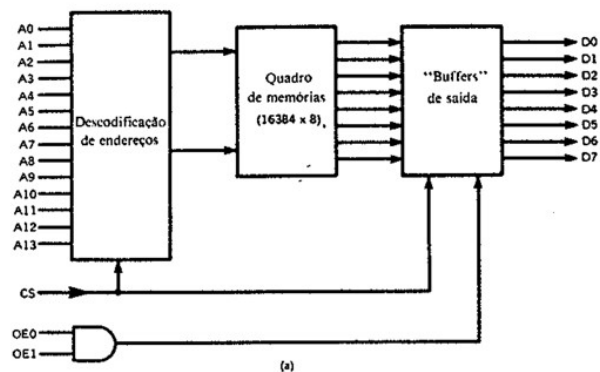 A0
A1
A2
A3
A4
A5
A6
A7
A8
A9
A10
A11
A12
A13
CS
OE0
OE1
Descodificação
de endereços
Quadro
de memórias
(16384 x 8)
"Buffers"
de saída
D0
D1
D2
D3
D4
D5
D6
D7
(a)